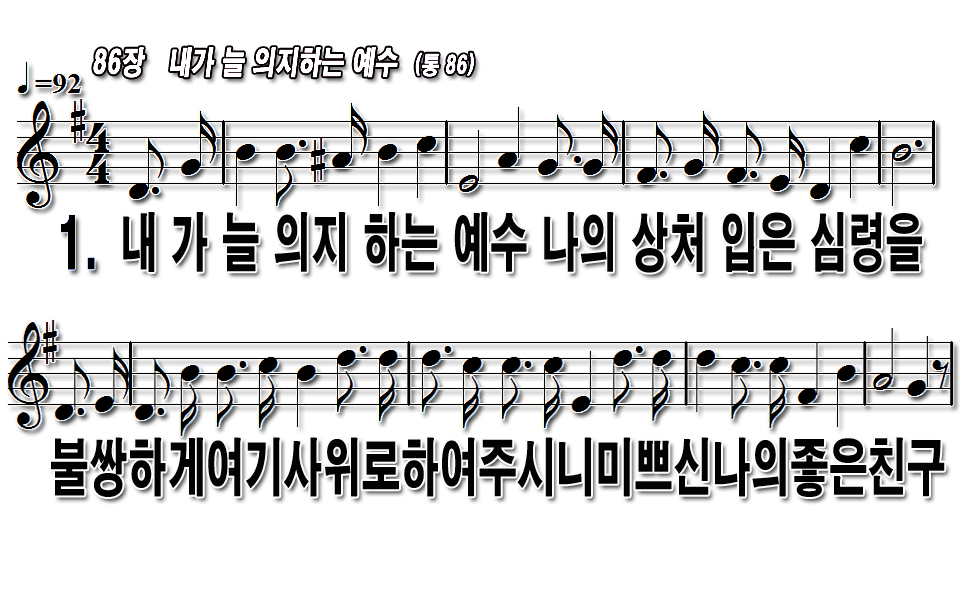 86장 내가 늘 의지하는 예수 (통 86)
♩=92
4
4
1. 내 가 늘 의지 하는 예수 나의 상처 입은 심령을
불쌍하게여기사위로하여주시니미쁘신나의좋은친구